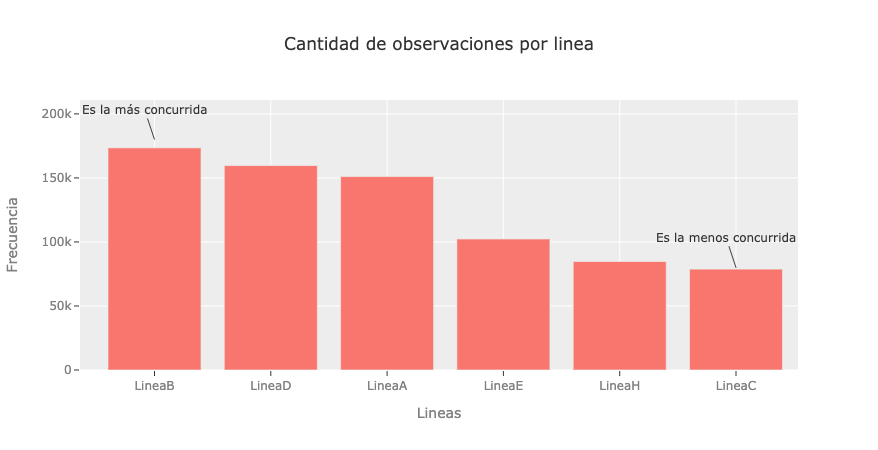 Cantidad de observaciones por linea
Es la más concurrida
Es la menos concurrida
200k
150k
100k
50k
0
Frecuencia
LineaB
LineaD
LineaA
LineaE
LineaH
LineaC
Lineas